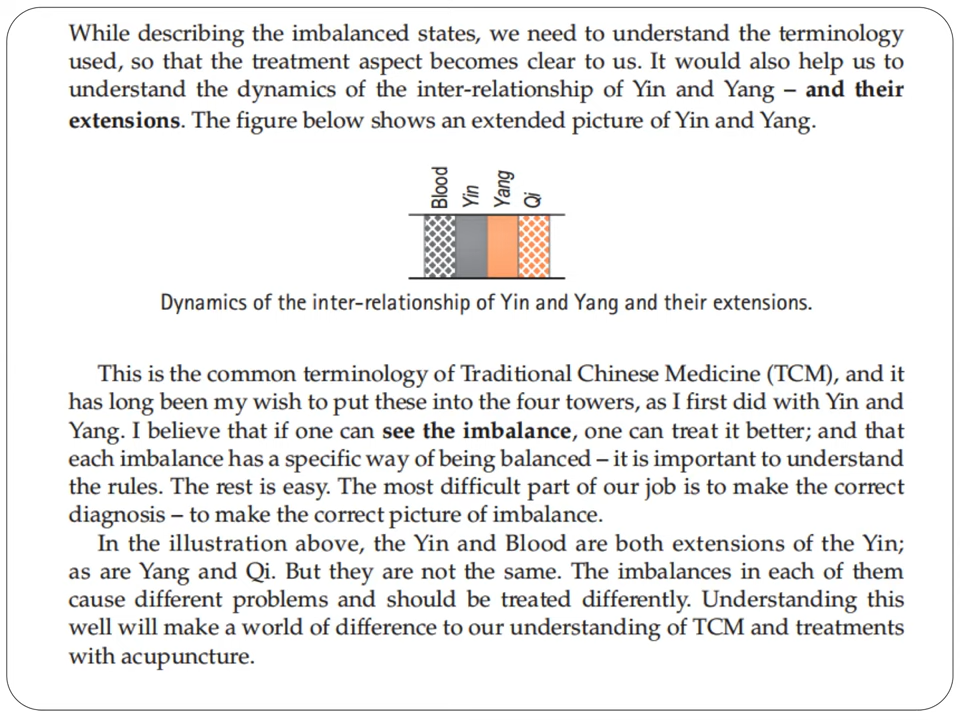 While describing the imbalanced states, we need to understand the terminology
used, so that the treatment aspect becomes clear to us. It would also help us to
understand the dynamics of the inter-relationship of Yin and Yang – and their
extensions. The figure below shows an extended picture of Yin and Yang.
Blood
Yin
Yang
Qi
Dynamics of the inter-relationship of Yin and Yang and their extensions.
This is the common terminology of Traditional Chinese Medicine (TCM), and it
has long been my wish to put these into the four towers, as I first did with Yin and
Yang. I believe that if one can see the imbalance, one can treat it better; and that
each imbalance has a specific way of being balanced – it is important to understand
the rules. The rest is easy. The most difficult part of our job is to make the correct
diagnosis – to make the correct picture of imbalance.
In the illustration above, the Yin and Blood are both extensions of the Yin;
as are Yang and Qi. But they are not the same. The imbalances in each of them
cause different problems and should be treated differently. Understanding this
well will make a world of difference to our understanding of TCM and treatments
with acupuncture.